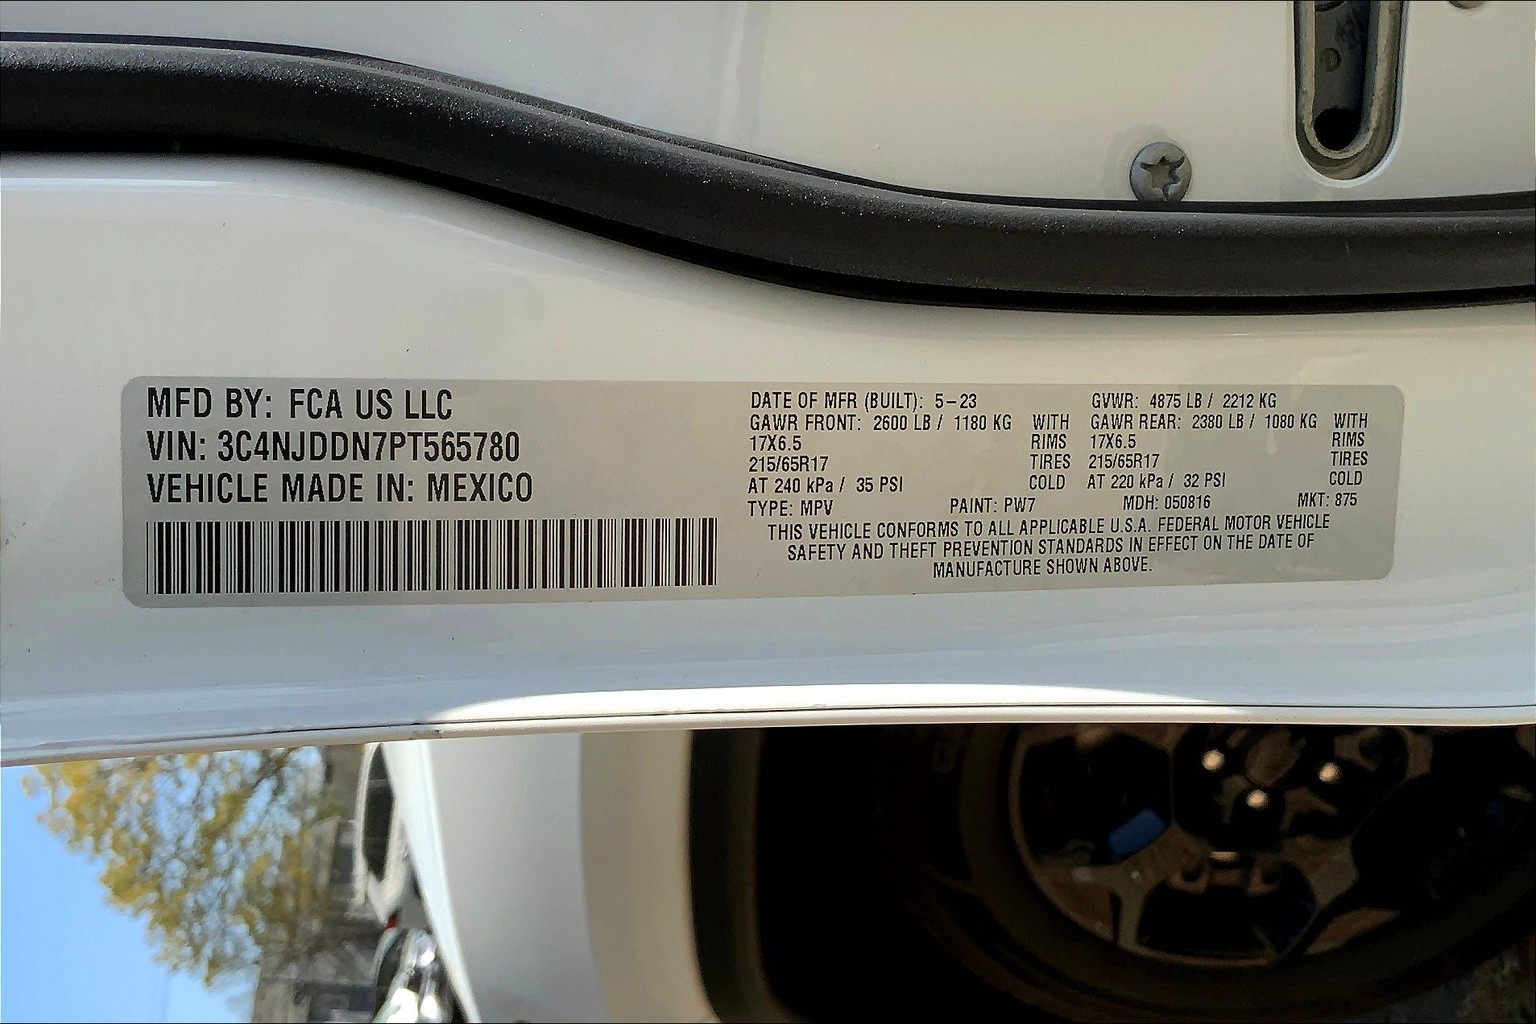 MFD BY: FCA US LLC
VIN: 3C4NJDDN7PT565780
VEHICLE MADE IN: MEXICO
DATE OF MFR (BUILT): 5-23 GVWR: 4875 LB / 2212 KG
GAWR FRONT: 2600 LB / 1180 KG WITH GAWR REAR: 2380 LB / 1080 KG WITH
17X6.5 RIMS 17X6.5 RIMS
215/65R17 TIRES 215/65R17 TIRES
AT 240 kPa / 35 PSI COLD AT 220 kPa / 32 PSI COLD
TYPE: MPV PAINT: PW7 MDH: 050816 MKT: 875
THIS VEHICLE CONFORMS TO ALL APPLICABLE U.S.A. FEDERAL MOTOR VEHICLE
SAFETY AND THEFT PREVENTION STANDARDS IN EFFECT ON THE DATE OF
MANUFACTURE SHOWN ABOVE.